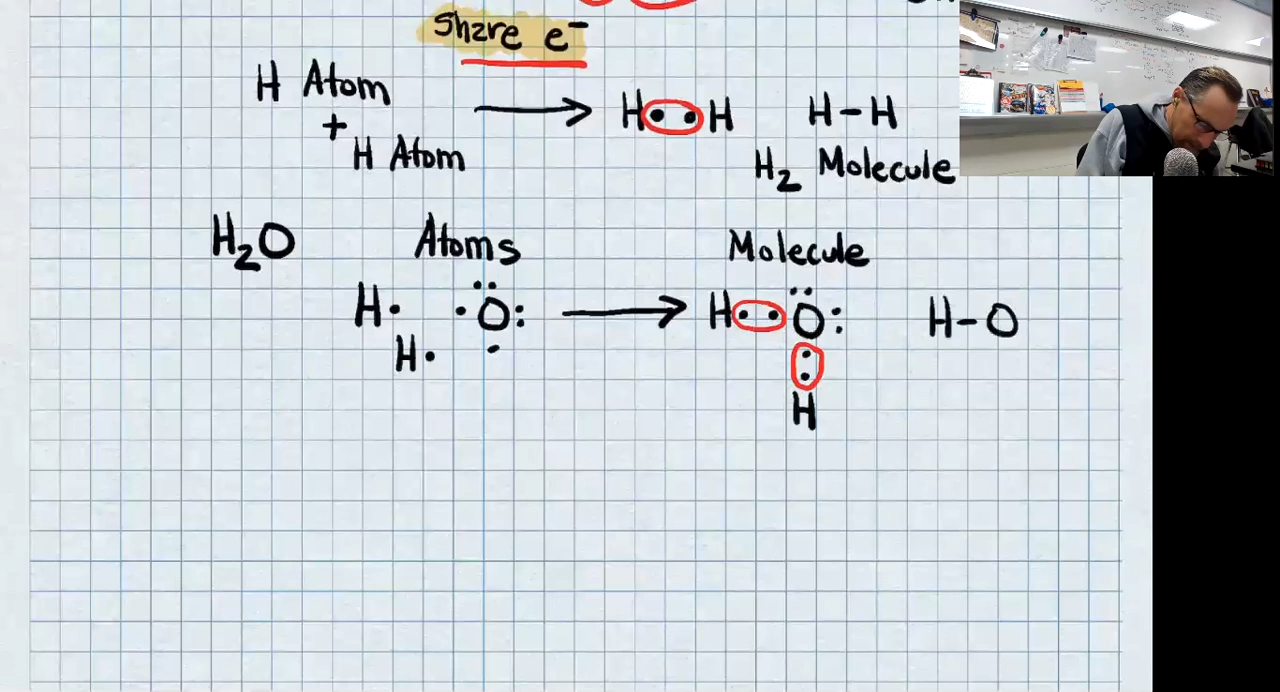 Share e⁻
H Atom
+
H Atom
H••H
H-H
H₂ Molecule
H₂O
Atoms
Molecule
H• •Ö:
H• •
H••Ö:
:
H
H-O